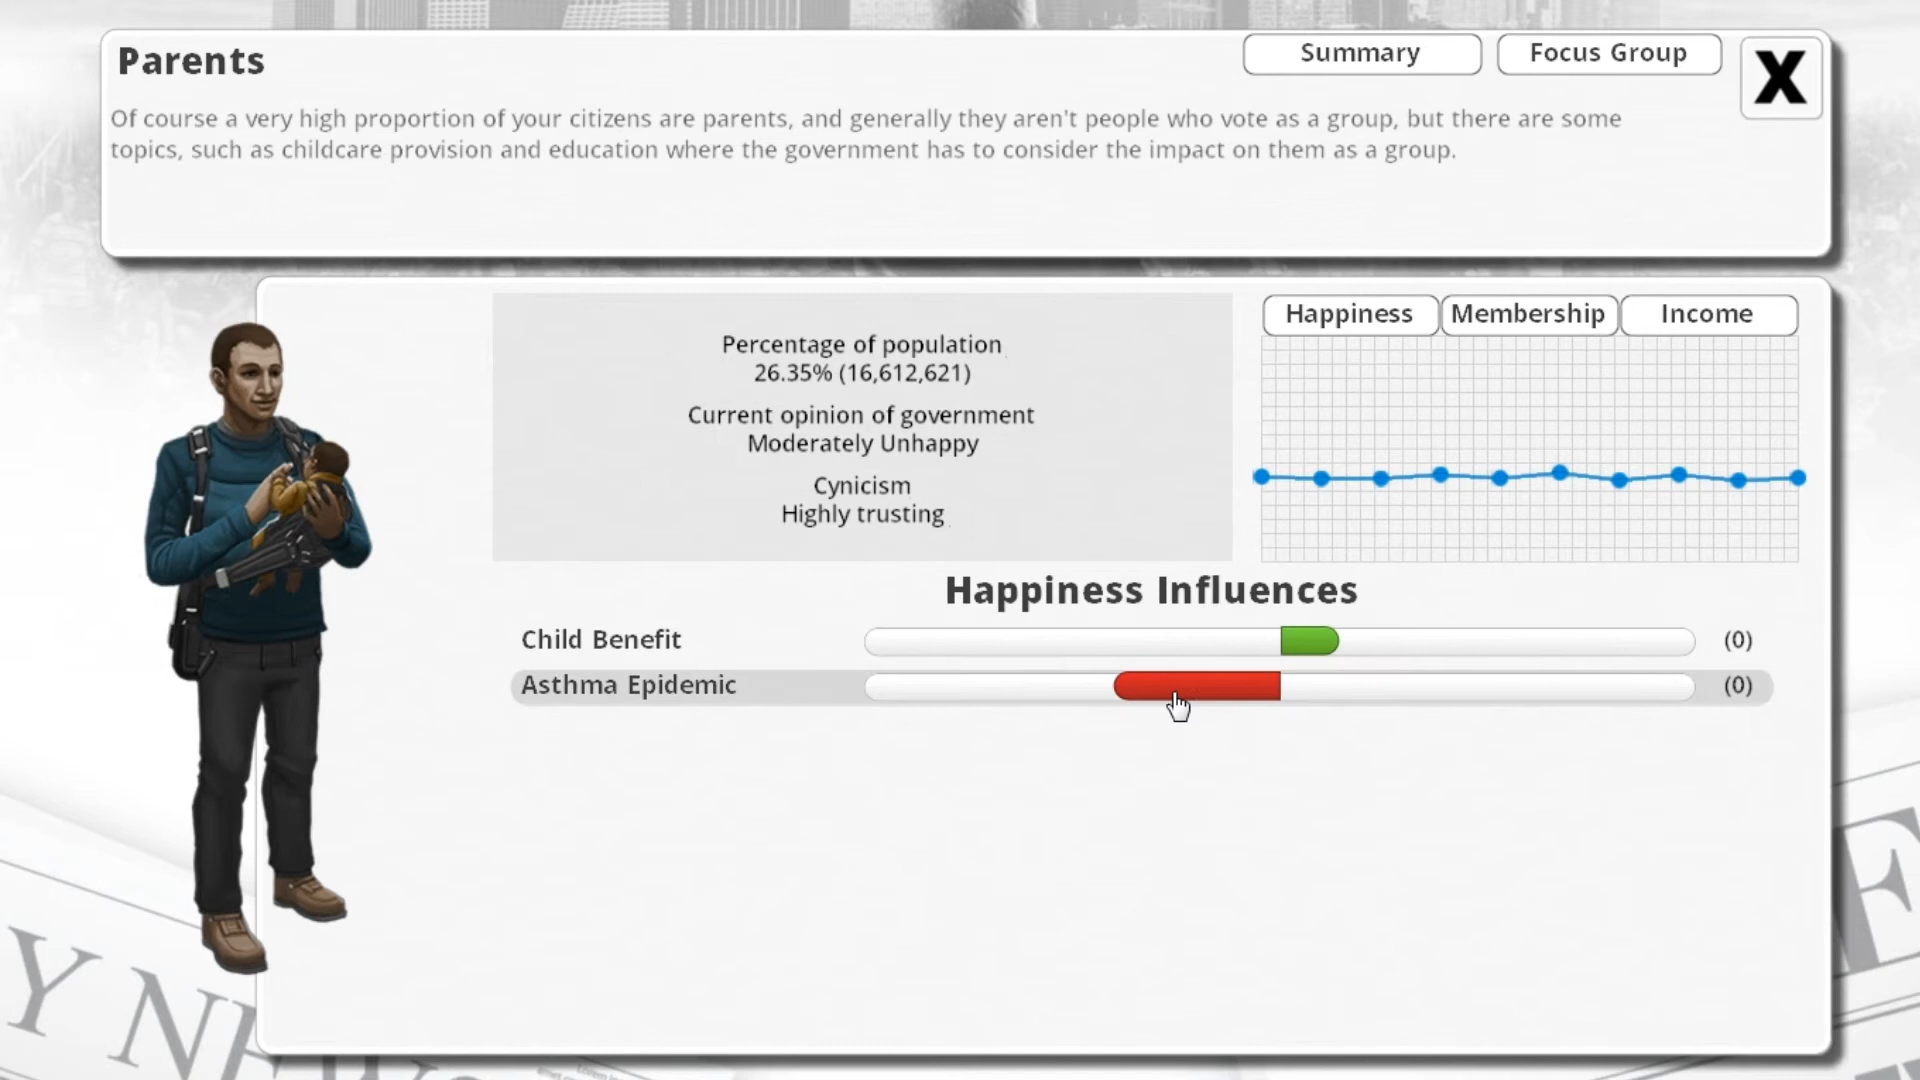 Parents
Summary
Focus Group
X
Of course a very high proportion of your citizens are parents, and generally they aren't people who vote as a group, but there are some
topics, such as childcare provision and education where the government has to consider the impact on them as a group.
Percentage of population
26.35% (16,612,621)
Current opinion of government
Moderately Unhappy
Cynicism
Highly trusting
Happiness
Membership
Income
Happiness Influences
Child Benefit
(0)
Asthma Epidemic
(0)
Y NEW
E